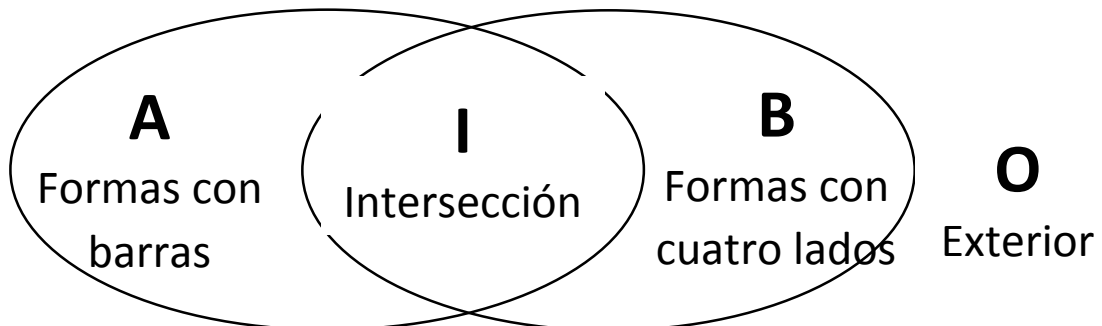 A
Formas con
barras
I
Intersección
B
Formas con
cuatro lados
O
Exterior